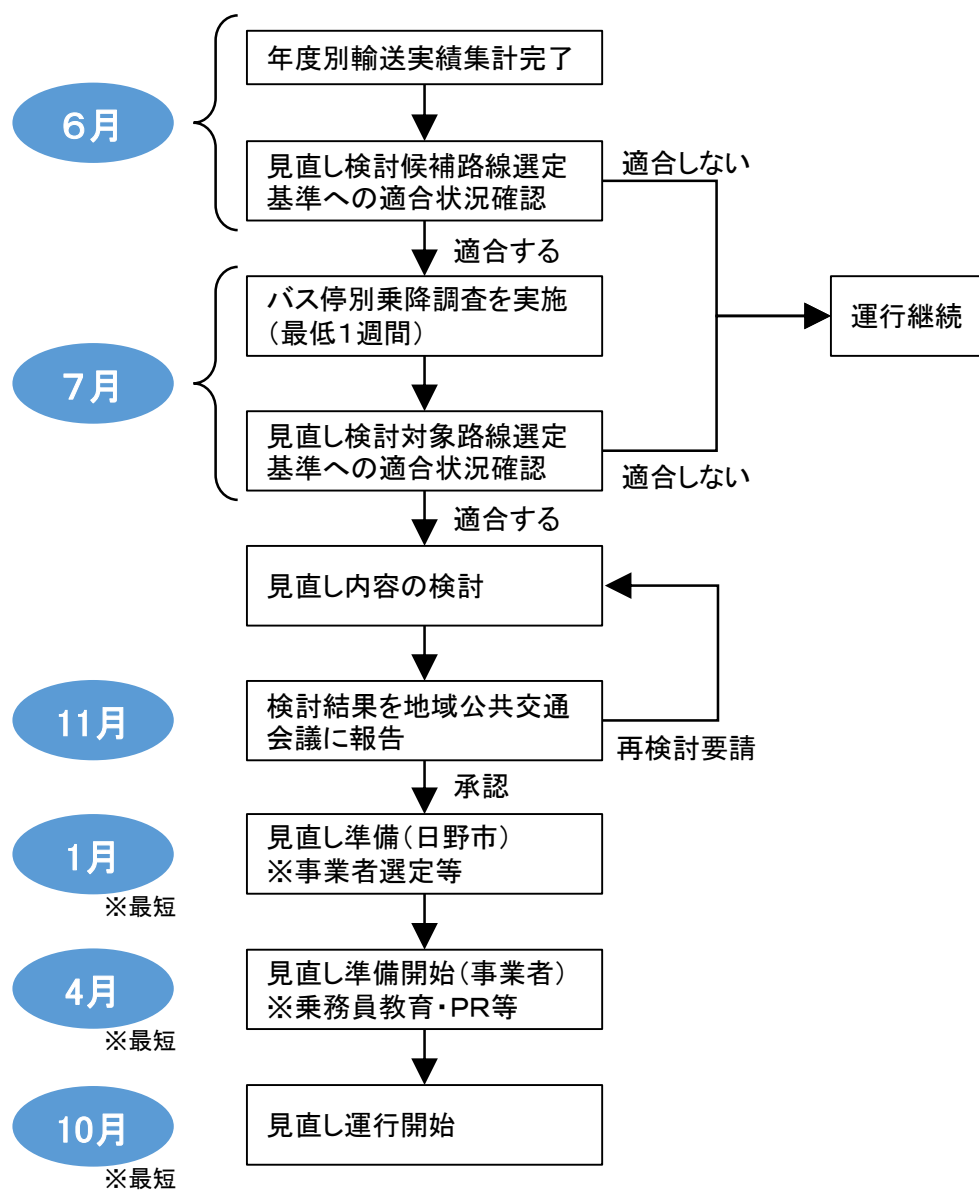 年度別輸送実績集計完了
6月
見直し検討候補路線選定
基準への適合状況確認
適合しない
適合する
バス停別乗降調査を実施
(最低1週間)
運行継続
7月
見直し検討対象路線選定
基準への適合状況確認
適合しない
適合する
見直し内容の検討
11月
検討結果を地域公共交通
会議に報告
再検討要請
承認
1月
※最短
見直し準備(日野市)
※事業者選定等
4月
※最短
見直し準備開始(事業者)
※乗務員教育・PR等
10月
※最短
見直し運行開始